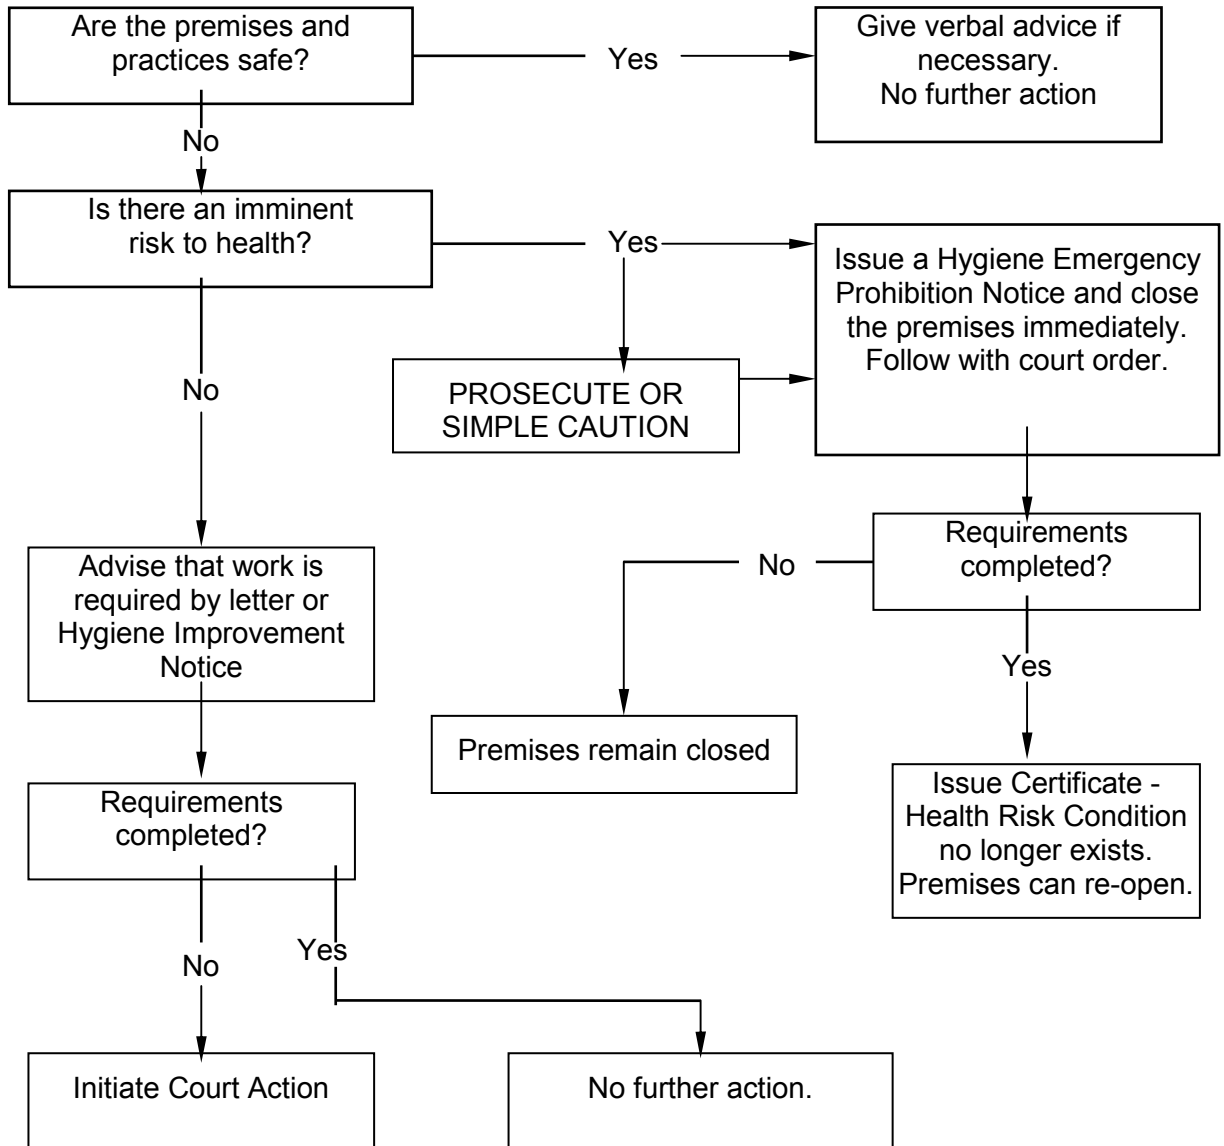 Are the premises and
practices safe?
Yes
Give verbal advice if
necessary.
No further action
No
Is there an imminent
risk to health?
Yes
Issue a Hygiene Emergency
Prohibition Notice and close
the premises immediately.
Follow with court order.
No
PROSECUTE OR
SIMPLE CAUTION
Requirements
completed?
No
Advise that work is
required by letter or
Hygiene Improvement
Notice
Yes
Premises remain closed
Issue Certificate -
Health Risk Condition
no longer exists.
Premises can re-open.
Requirements
completed?
No
Yes
Initiate Court Action
No further action.